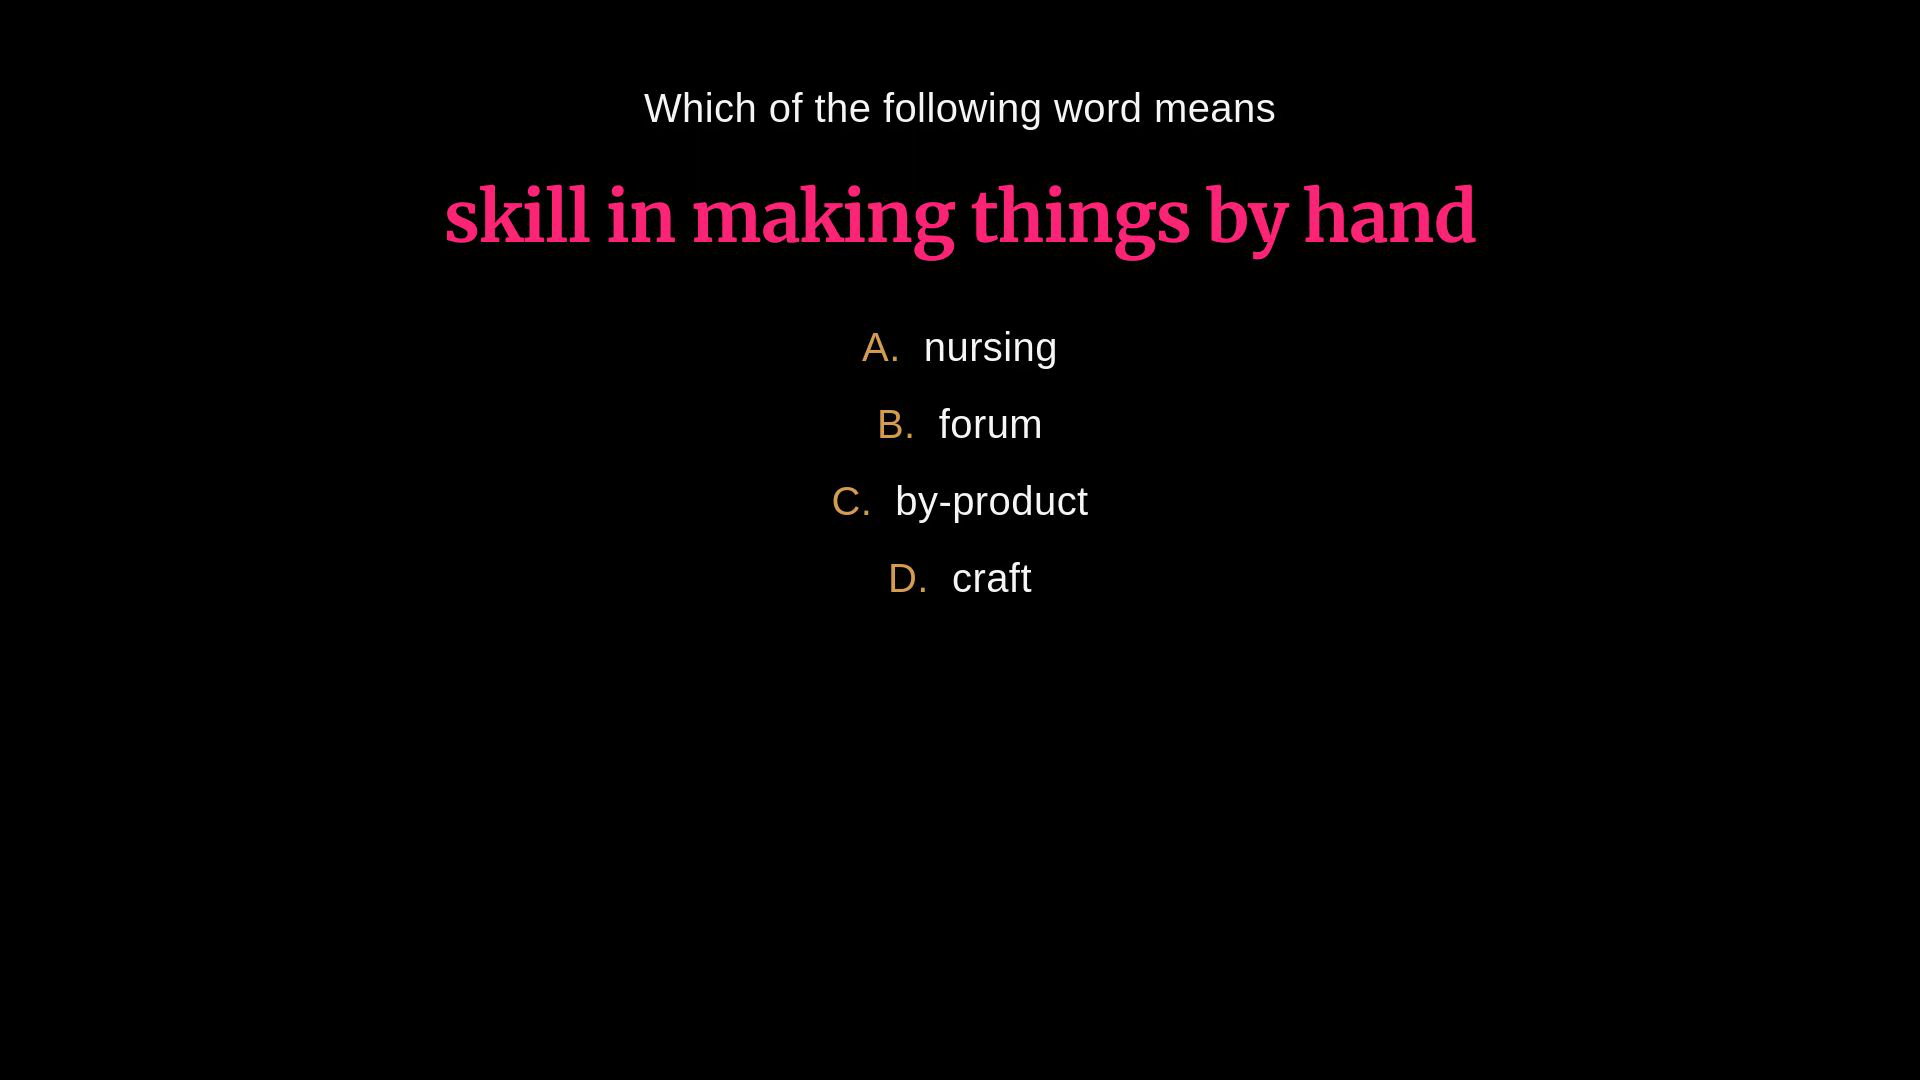 Which of the following word means
skill in making things by hand
A. nursing
B. forum
C. by-product
D. craft